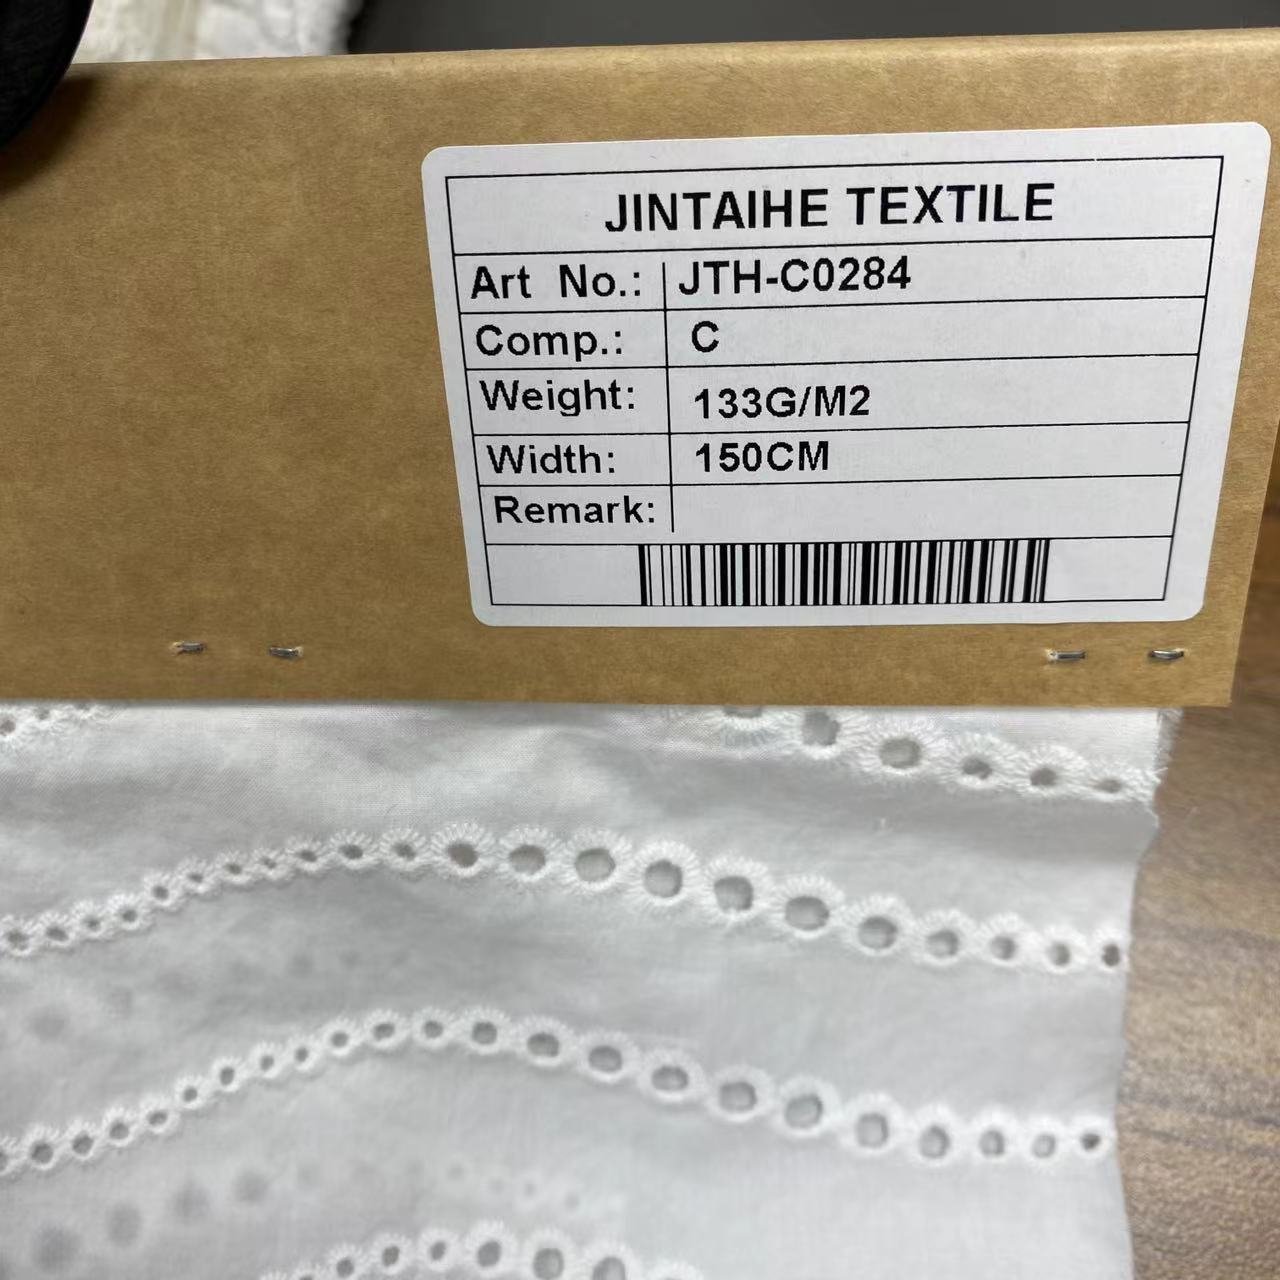 JINTAIHE TEXTILE
Art No.: JTH-C0284
Comp.: C
Weight: 133G/M2
Width: 150CM
Remark: